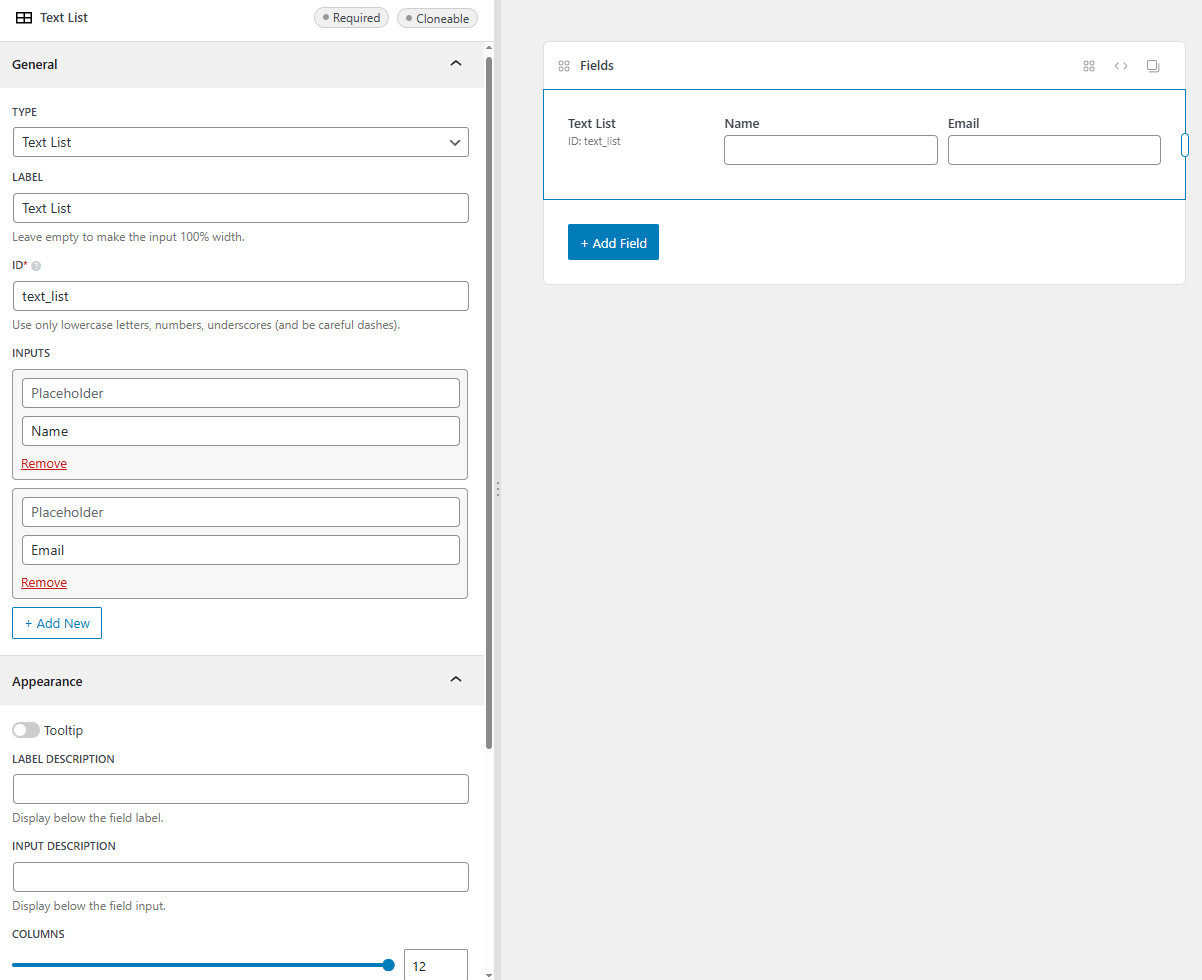 Text List
Required
Cloneable
General
TYPE
Text List
LABEL
Text List
Leave empty to make the input 100% width.
ID*
text_list
Use only lowercase letters, numbers, underscores (and be careful dashes).
INPUTS
Placeholder
Name
Remove
Placeholder
Email
Remove
+ Add New
Appearance
Tooltip
LABEL DESCRIPTION
Display below the field label.
INPUT DESCRIPTION
Display below the field input.
COLUMNS
12
Fields
Text List
ID: text_list
Name
Email
+ Add Field